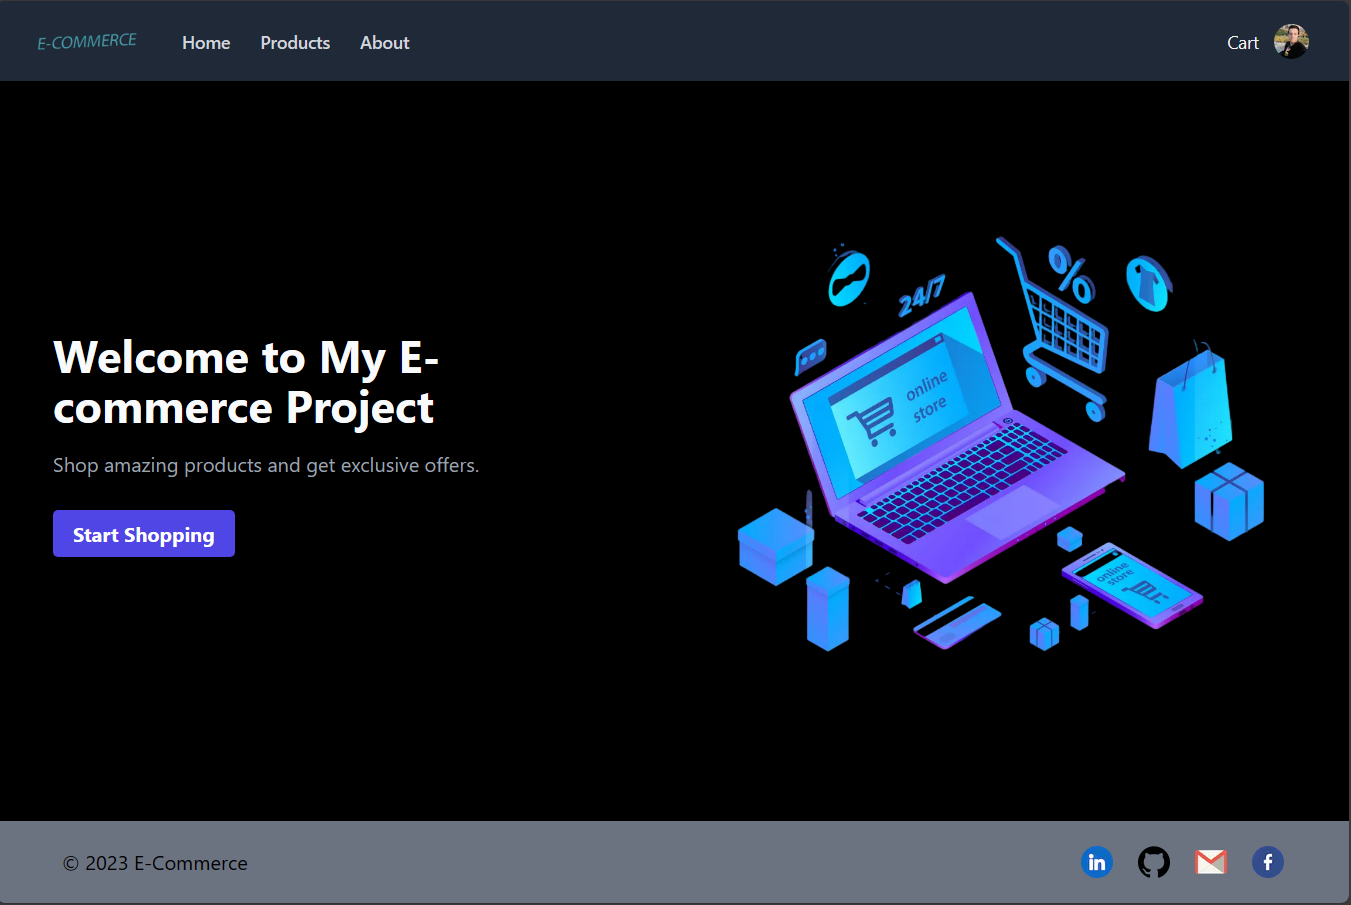 E-COMMERCE
Home
Products
About
Cart
Welcome to My E-
commerce Project
Shop amazing products and get exclusive offers.
Start Shopping
24/7
%
online
store
online
store
© 2023 E-Commerce
in
f